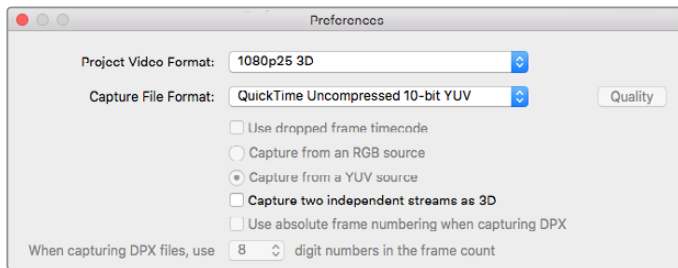 Preferences
Project Video Format: 1080p25 3D
Capture File Format: QuickTime Uncompressed 10-bit YUV Quality
Use dropped frame timecode
Capture from an RGB source
Capture from a YUV source
Capture two independent streams as 3D
Use absolute frame numbering when capturing DPX
When capturing DPX files, use 8 digit numbers in the frame count